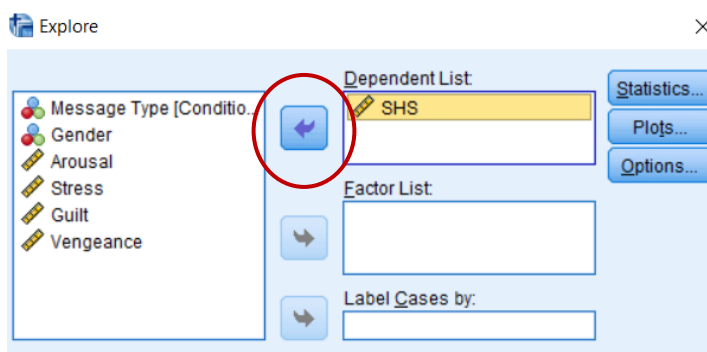 Explore
Message Type [Conditio...
Gender
Arousal
Stress
Guilt
Vengeance
Dependent List:
SHS
Factor List:
Label Cases by:
Statistics...
Plots...
Options...